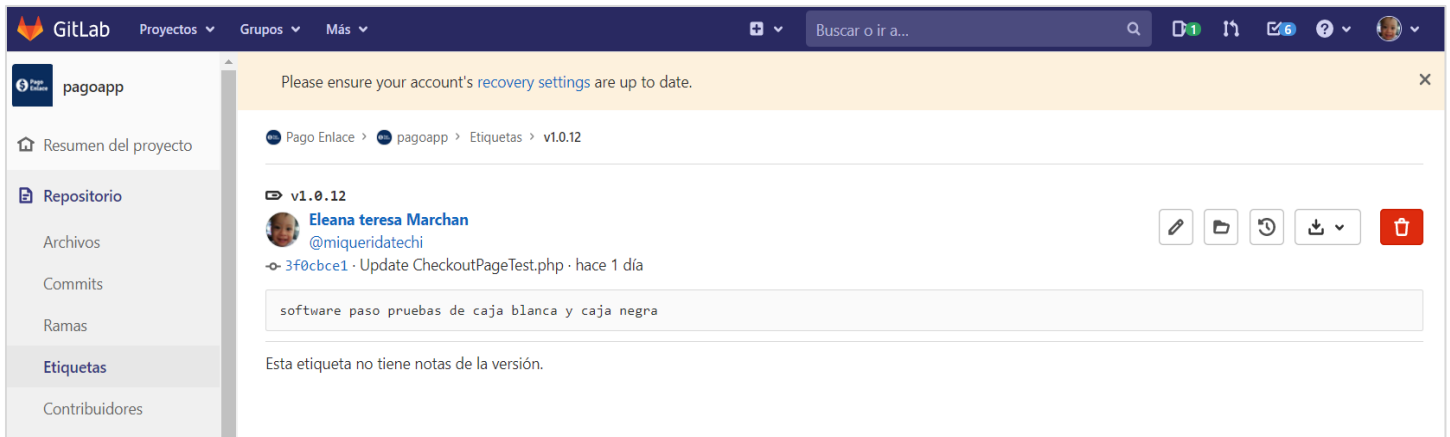 GitLab Proyectos Grupos Más Buscar o ir a... 1 6
Pago Enlace pagoapp
Please ensure your account's recovery settings are up to date.
Pago Enlace > pagoapp > Etiquetas > v1.0.12
Resumen del proyecto
Repositorio
Archivos
Commits
Ramas
Etiquetas
Contribuidores
v1.0.12
Eleana teresa Marchan
@miqueridatechi
3f0cbce1 · Update CheckoutPageTest.php · hace 1 día
software paso pruebas de caja blanca y caja negra
Esta etiqueta no tiene notas de la versión.